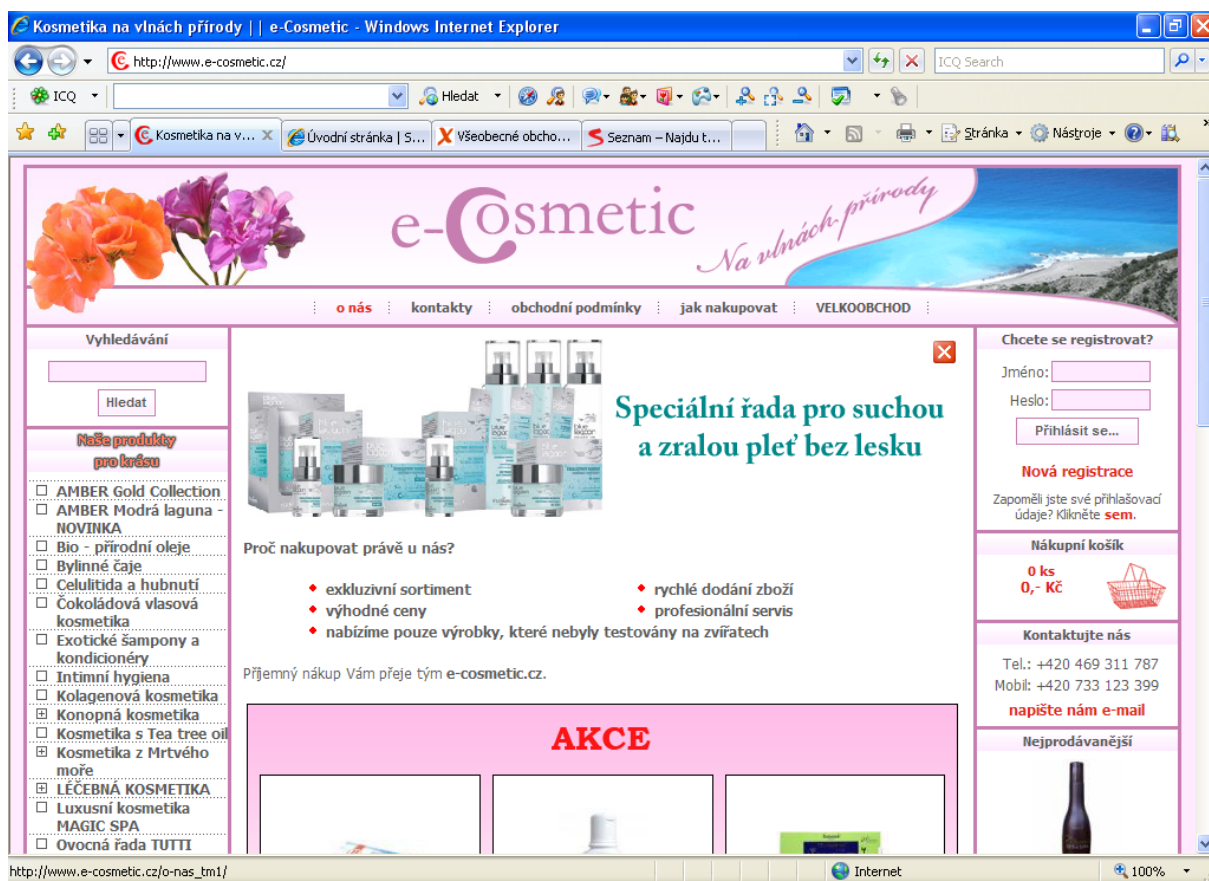 Kosmetika na vlnách přírody || e-Cosmetic - Windows Internet Explorer
http://www.e-cosmetic.cz/
ICQ Search
ICQ
Hledat
Kosmetika na v...
Úvodní stránka | S...
Všeobecné obcho...
Seznam – Najdu t...
Stránka
Nástroje
e-Cosmetic
Na vlnách přírody
o nás
kontakty
obchodní podmínky
jak nakupovat
VELKOOBCHOD
Vyhledávání
Hledat
Naše produkty
pro krásu
AMBER Gold Collection
AMBER Modrá laguna -
NOVINKA
Bio - přírodní oleje
Bylinné čaje
Celulitida a hubnutí
Čokoládová vlasová
kosmetika
Exotické šampony a
kondicionéry
Intimní hygiena
Kolagenová kosmetika
Konopná kosmetika
Kosmetika s Tea tree oil
Kosmetika z Mrtvého
moře
LÉČEBNÁ KOSMETIKA
Luxusní kosmetika
MAGIC SPA
Ovocná řada TUTTI
blue
lagoon
Speciální řada pro suchou
a zralou pleť bez lesku
Proč nakupovat právě u nás?
exkluzivní sortiment
rychlé dodání zboží
výhodné ceny
profesionální servis
nabízíme pouze výrobky, které nebyly testovány na zvířatech
Příjemný nákup Vám přeje tým e-cosmetic.cz.
AKCE
Chcete se registrovat?
Jméno:
Heslo:
Přihlásit se...
Nová registrace
Zapoměli jste své přihlašovací
údaje? Klikněte sem.
Nákupní košík
0 ks
0,- Kč
Kontaktujte nás
Tel.: +420 469 311 787
Mobil: +420 733 123 399
napište nám e-mail
Nejprodávanější
http://www.e-cosmetic.cz/o-nas_tm1/
Internet
100%